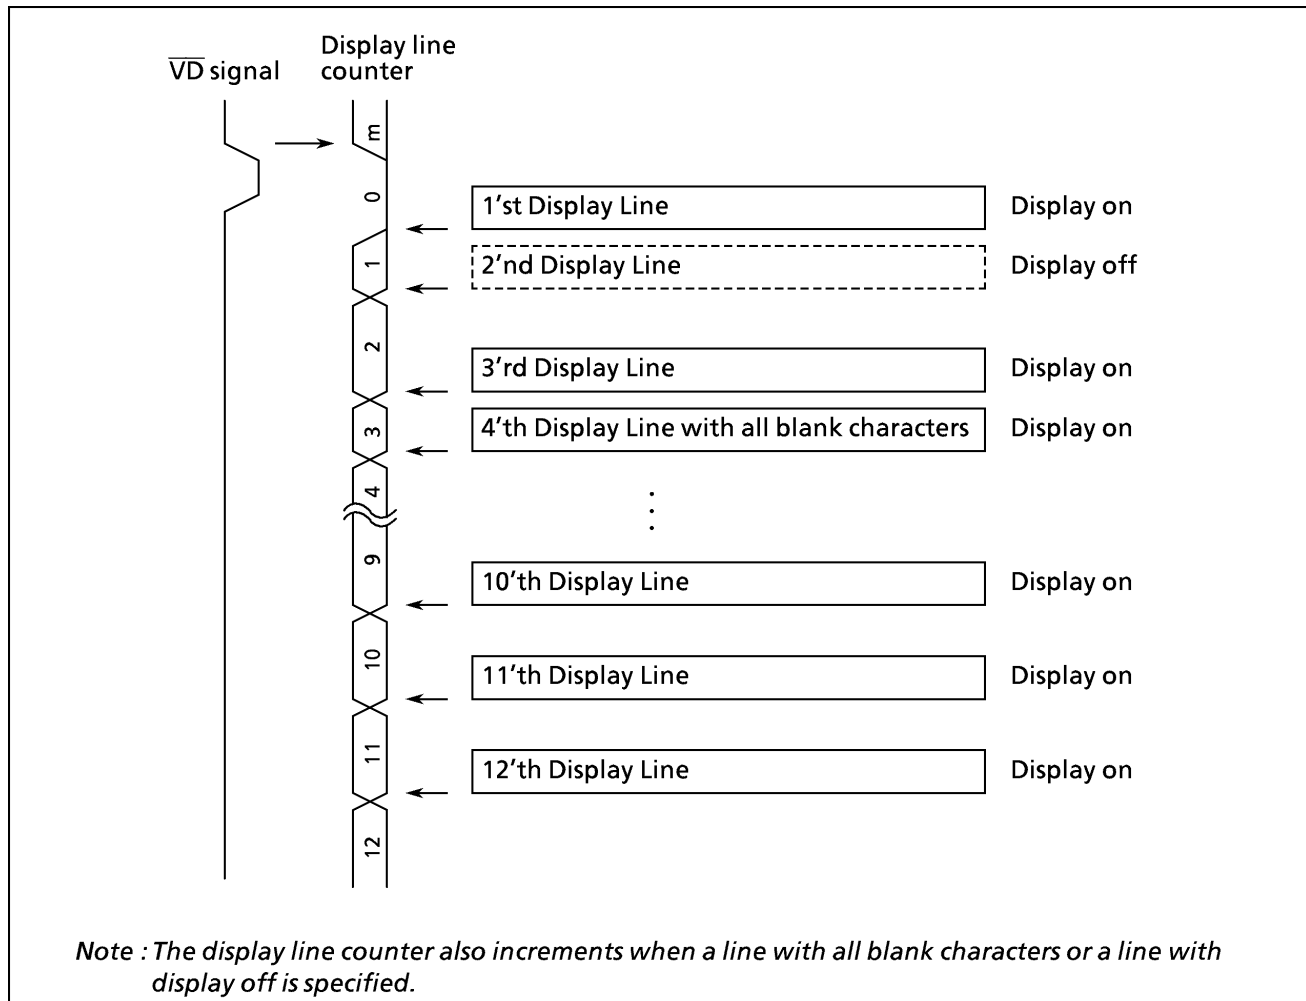 Display line
V̅D̅ signal counter
m
0
1'st Display Line Display on
1
2'nd Display Line Display off
2
3'rd Display Line Display on
3
4'th Display Line with all blank characters Display on
4
9
10'th Display Line Display on
10
11'th Display Line Display on
11
12'th Display Line Display on
12
Note : The display line counter also increments when a line with all blank characters or a line with
display off is specified.